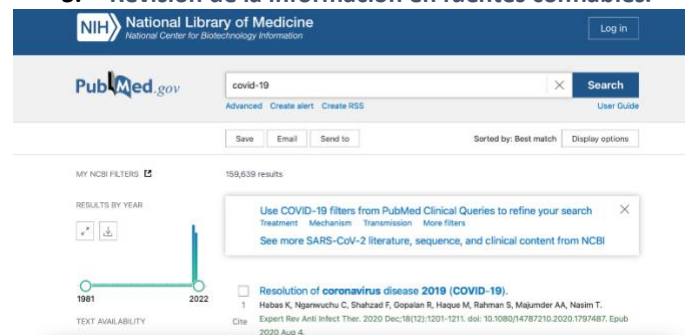 Revisión de la información en fuentes confiables.
NIH National Library of Medicine
National Center for Biotechnology Information
Log in
PubMed.gov
covid-19
Search
Advanced Create alert Create RSS
User Guide
Save Email Send to
Sorted by: Best match Display options
MY NCBI FILTERS
159,639 results
RESULTS BY YEAR
Use COVID-19 filters from PubMed Clinical Queries to refine your search
Treatment Mechanism Transmission More filters
See more SARS-CoV-2 literature, sequence, and clinical content from NCBI
1981 2022
TEXT AVAILABILITY
1
Cite
Resolution of coronavirus disease 2019 (COVID-19).
Habas K, Nganwuchu C, Shahzad F, Gopalan R, Haque M, Rahman S, Majumder AA, Nasim T.
Expert Rev Anti Infect Ther. 2020 Dec;18(12):1201-1211. doi: 10.1080/14787210.2020.1797487. Epub
2020 Aug 4.